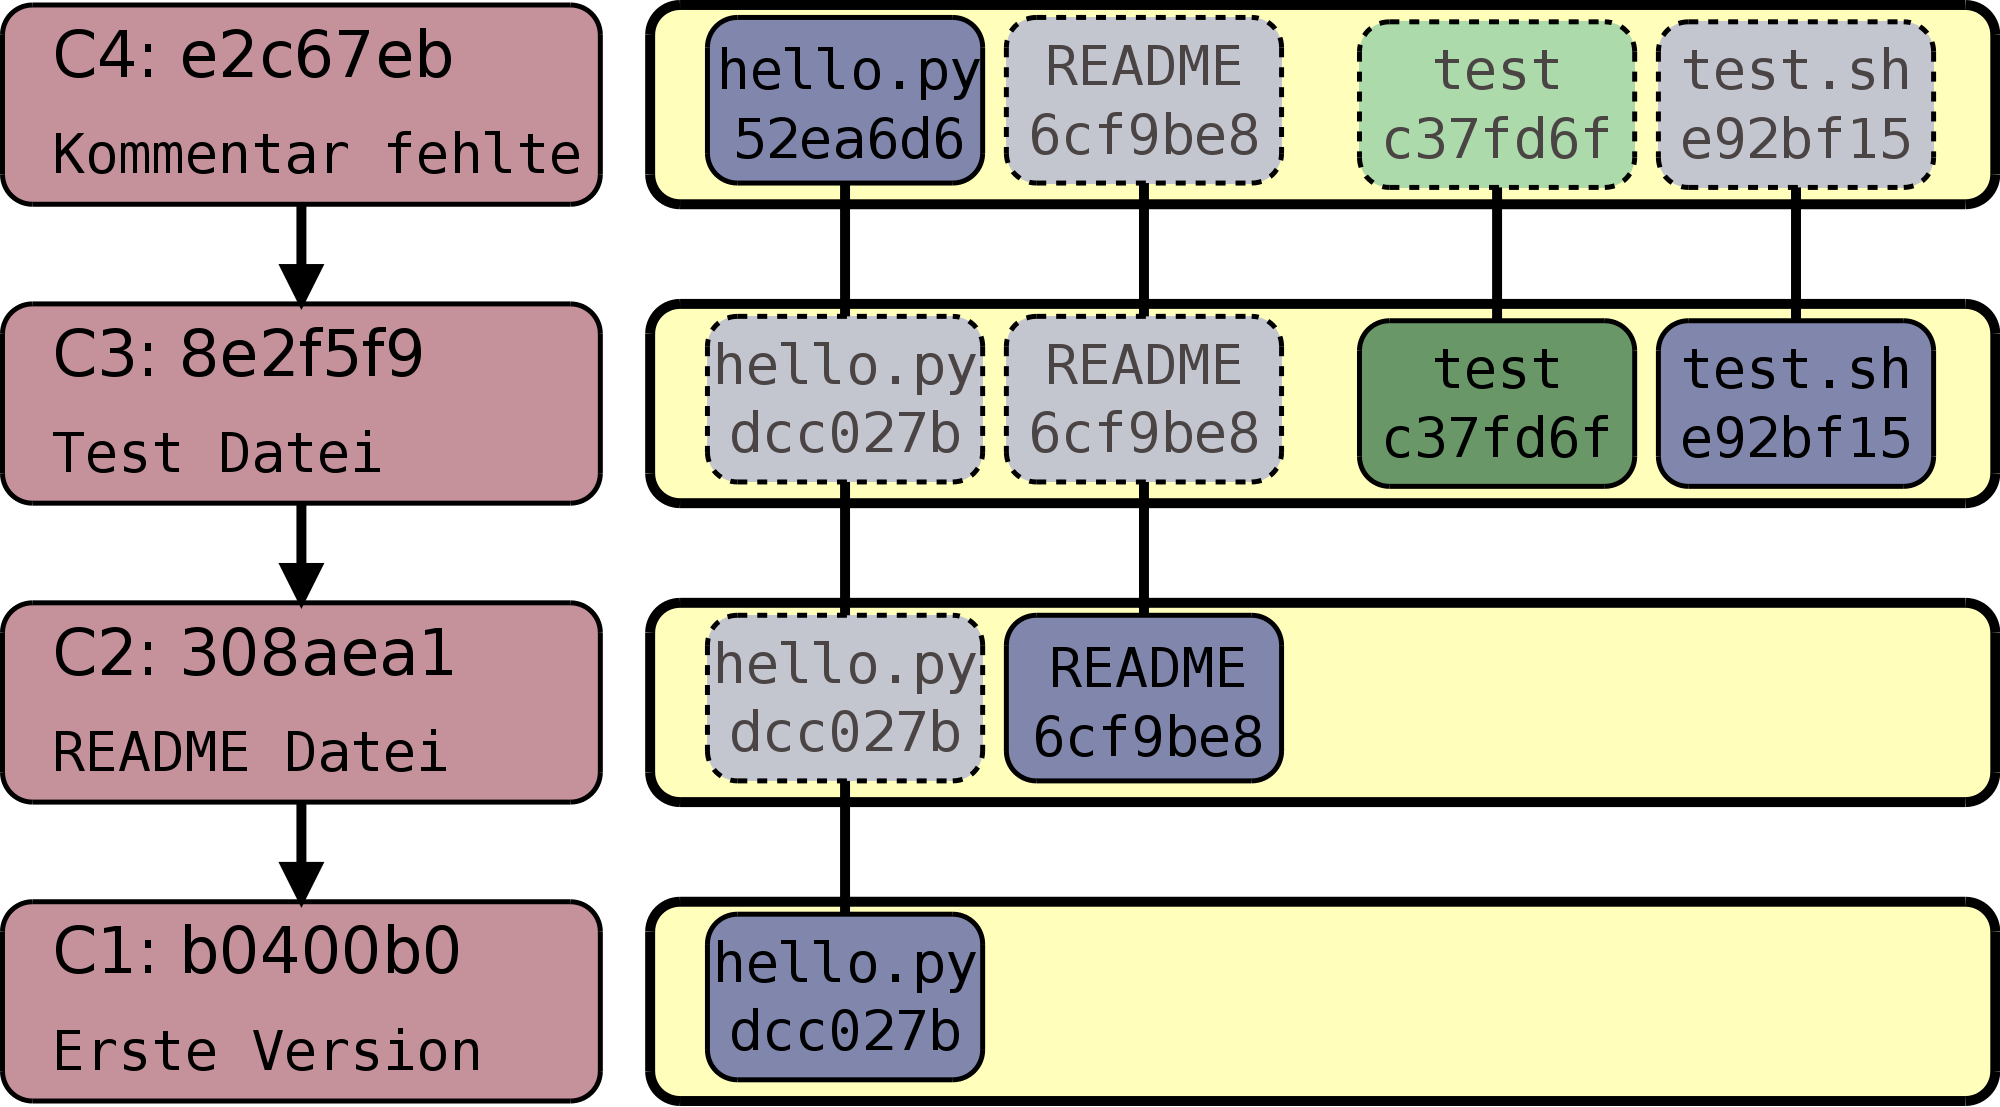 C4: e2c67eb
Kommentar fehlte
hello.py
52ea6d6
README
6cf9be8
test
c37fd6f
test.sh
e92bf15
C3: 8e2f5f9
Test Datei
hello.py
dcc027b
README
6cf9be8
test
c37fd6f
test.sh
e92bf15
C2: 308aea1
README Datei
hello.py
dcc027b
README
6cf9be8
C1: b0400b0
Erste Version
hello.py
dcc027b